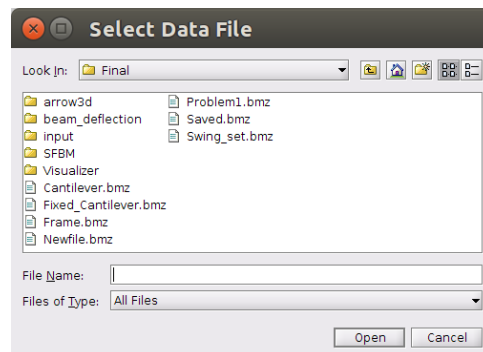 Select Data File
Look In: Final
arrow3d
beam_deflection
input
SFBM
Visualizer
Cantilever.bmz
Fixed_Cantilever.bmz
Frame.bmz
Newfile.bmz
Problem1.bmz
Saved.bmz
Swing_set.bmz
File Name:
Files of Type: All Files
Open Cancel